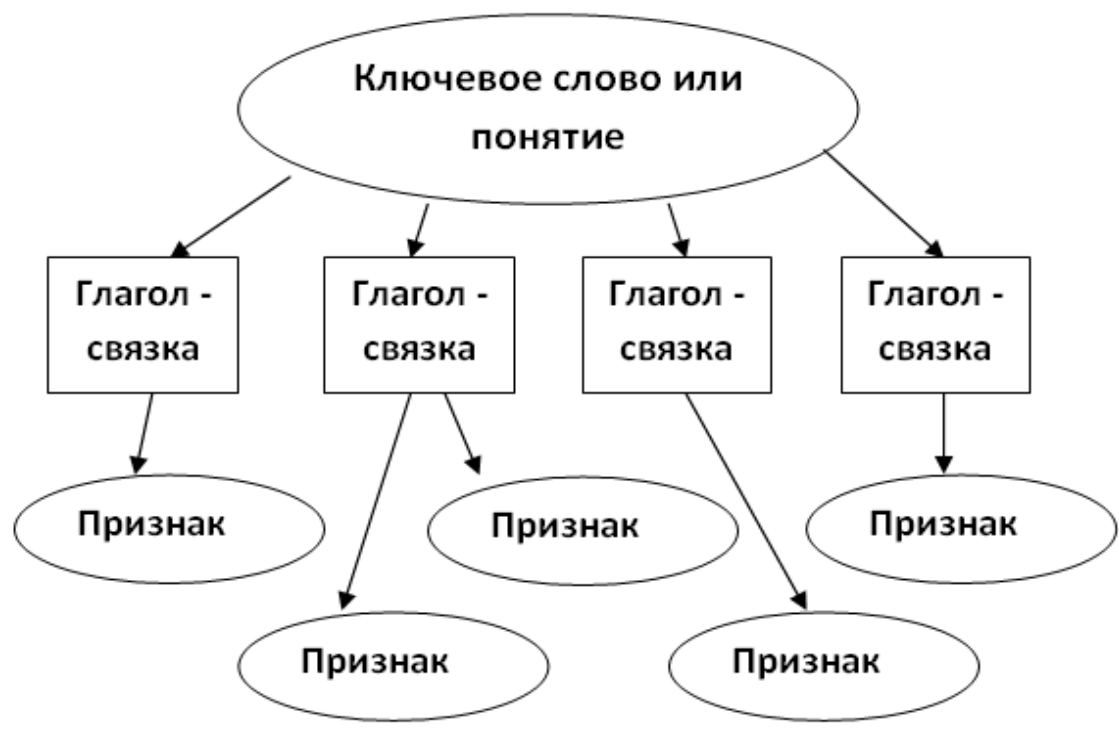 Ключевое слово или
понятие
Глагол -
связка
Глагол -
связка
Глагол -
связка
Глагол -
связка
Признак
Признак
Признак
Признак
Признак